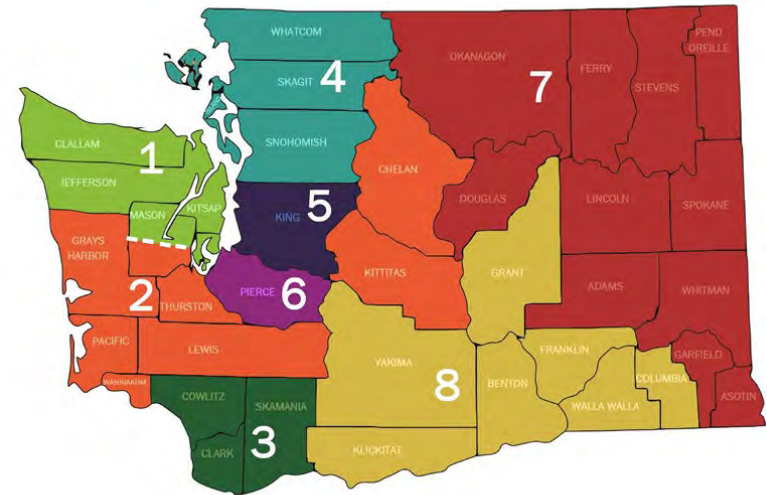 WHATCOM
SKAGIT
4
SNOHOMISH
OKANAGON
7
FERRY
STEVENS
PEND
OREILLE
CLALLAM
1
JEFFERSON
MASON
KITSAP
CHELAN
DOUGLAS
LINCOLN
SPOKANE
KING
5
GRAYS
HARBOR
2
THURSTON
PIERCE
6
KITTITAS
GRANT
ADAMS
WHITMAN
PACIFIC
LEWIS
WAHKIAKUM
YAKIMA
8
BENTON
FRANKLIN
WALLA WALLA
COLUMBIA
GARFIELD
ASOTIN
COWLITZ
SKAMANIA
CLARK
3
KLICKITAT